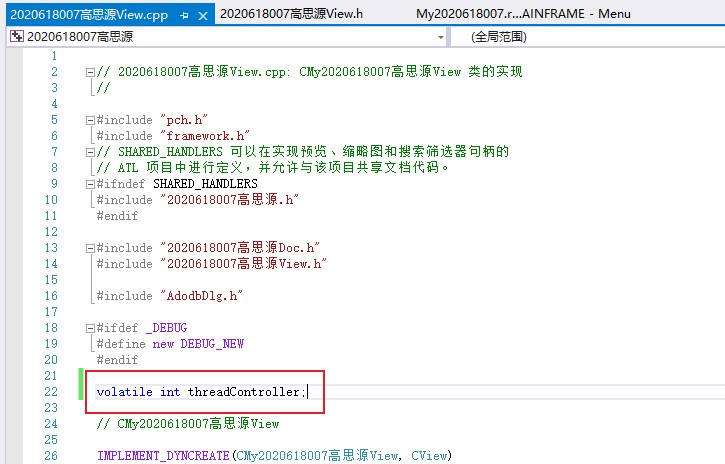 2020618007高思源View.cpp
2020618007高思源View.h
My2020618007.r...AINFRAME - Menu
2020618007高思源
(全局范围)
1
2 // 2020618007高思源View.cpp: CMy2020618007高思源View 类的实现
3 //
4
5 #include "pch.h"
6 #include "framework.h"
7 // SHARED_HANDLERS 可以在实现预览、缩略图和搜索筛选器句柄的
8 // ATL 项目中进行定义，并允许与该项目共享文档代码。
9 #ifndef SHARED_HANDLERS
10 #include "2020618007高思源.h"
11 #endif
12
13 #include "2020618007高思源Doc.h"
14 #include "2020618007高思源View.h"
15
16 #include "AdodbDlg.h"
17
18 #ifdef _DEBUG
19 #define new DEBUG_NEW
20 #endif
21
22 volatile int threadController;
23
24 // CMy2020618007高思源View
25
26 IMPLEMENT_DYNCREATE(CMy2020618007高思源View, CView)